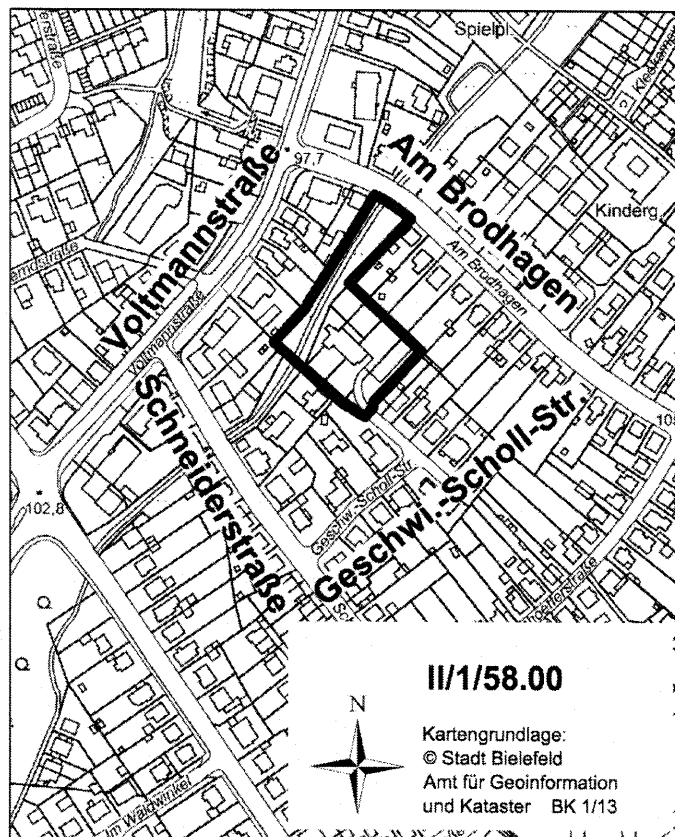 Spielpl.
97,7
Am Brodhagen
Kinderg.
Am Brodhagen
Voltmannstraße
Voltmannstraße
Schneiderstraße
102,8
Geschw.-Scholl-Str.
Geschwi.-Scholl-Str.
Q
Q
Im Waldwinkel
II/1/58.00
N
Kartengrundlage:
© Stadt Bielefeld
Amt für Geoinformation
und Kataster BK 1/13